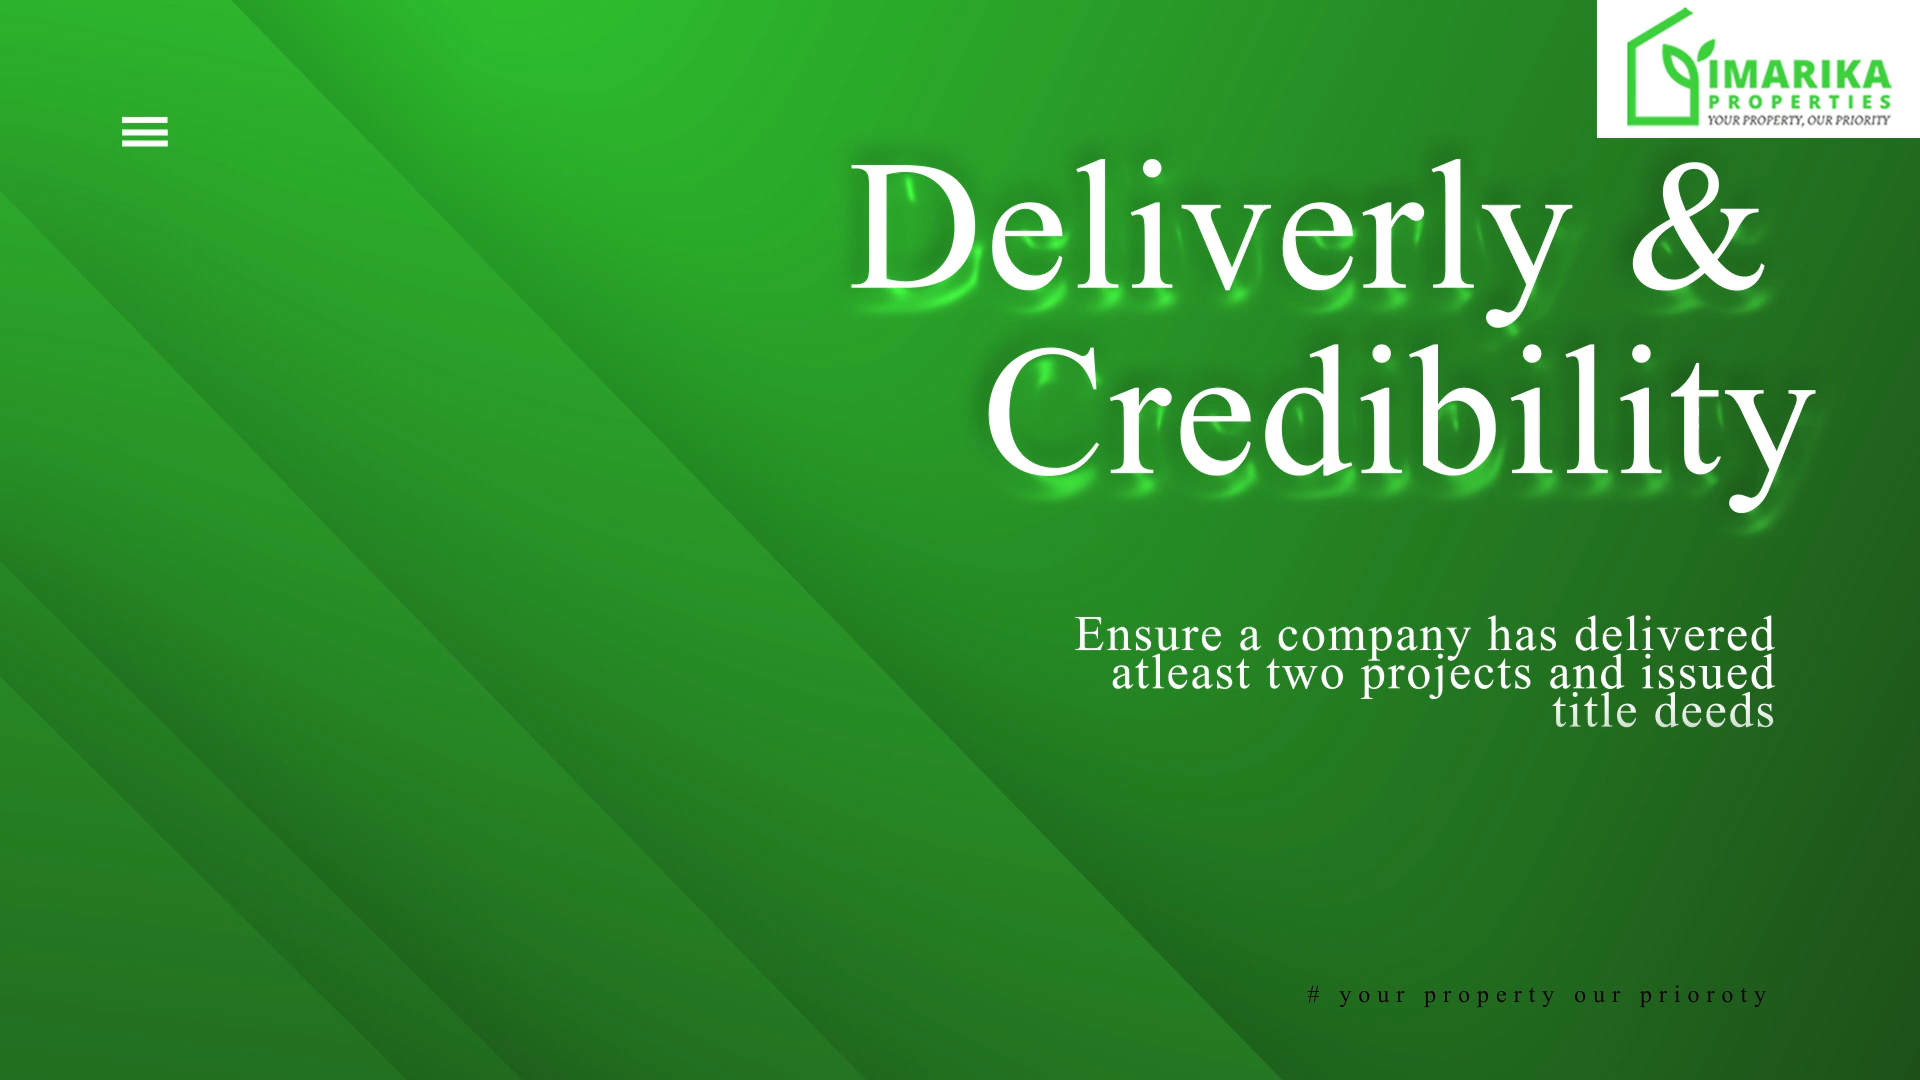 IMARIKA
PROPERTIES
YOUR PROPERTY, OUR PRIORITY
Deliverly &
Credibility
Ensure a company has delivered
atleast two projects and issued
title deeds
# your property our prioroty